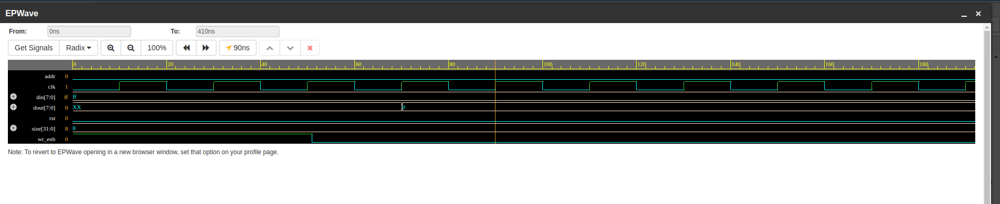 EPWave
From: 0ns To: 410ns
Get Signals Radix 100% 90ns
0 20 40 60 80 100 120 140 160 180
addr 0
clk 1
din[7:0] ff ff
dout[7:0] 0 XX 0
rst 0
size[31:0] 8 8
wr_enb 0
Note: To revert to EPWave opening in a new browser window, set that option on your profile page.